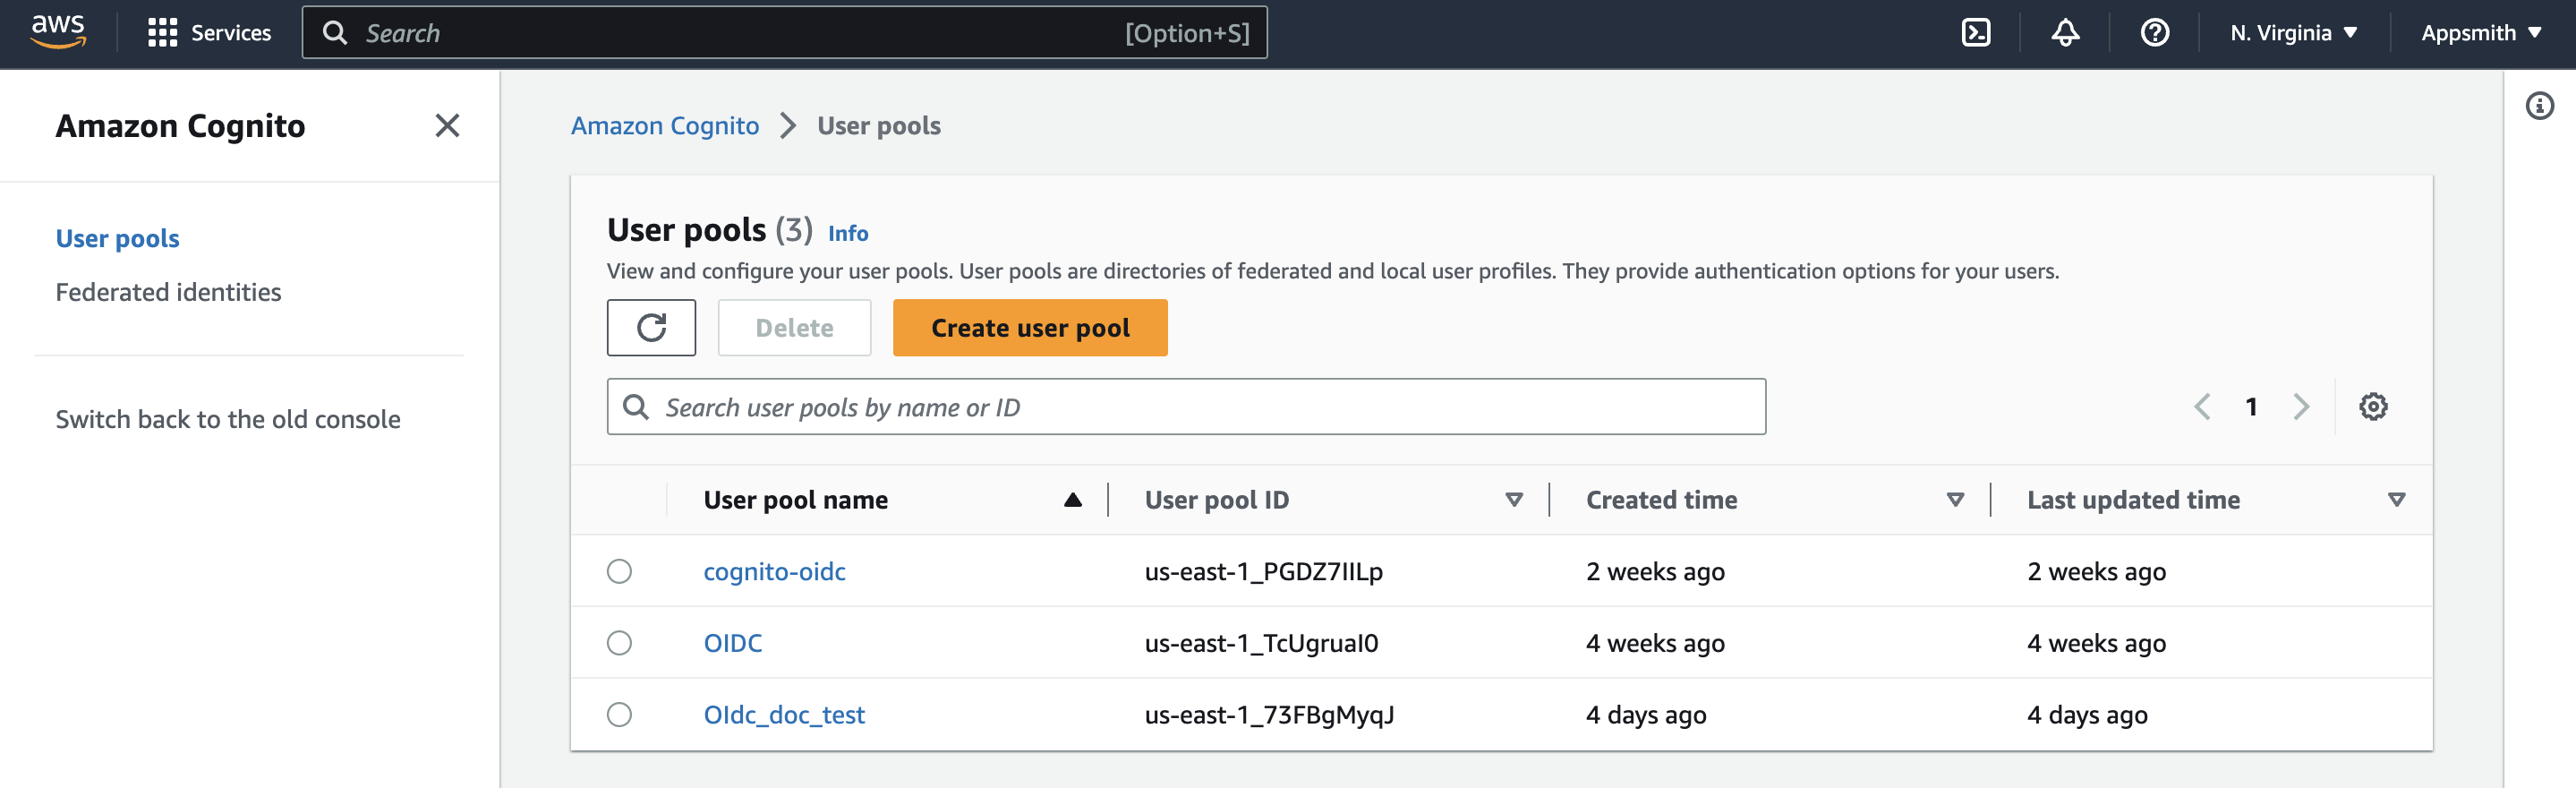 aws Services Search [Option+S] N. Virginia Appsmith
Amazon Cognito
User pools
Federated identities
Switch back to the old console
Amazon Cognito User pools
User pools (3) Info
View and configure your user pools. User pools are directories of federated and local user profiles. They provide authentication options for your users.
Delete Create user pool
Search user pools by name or ID 1
User pool name User pool ID Created time Last updated time
cognito-oidc us-east-1_PGDZ7IILp 2 weeks ago 2 weeks ago
OIDC us-east-1_TcUgruaI0 4 weeks ago 4 weeks ago
OIdc_doc_test us-east-1_73FBgMyqJ 4 days ago 4 days ago